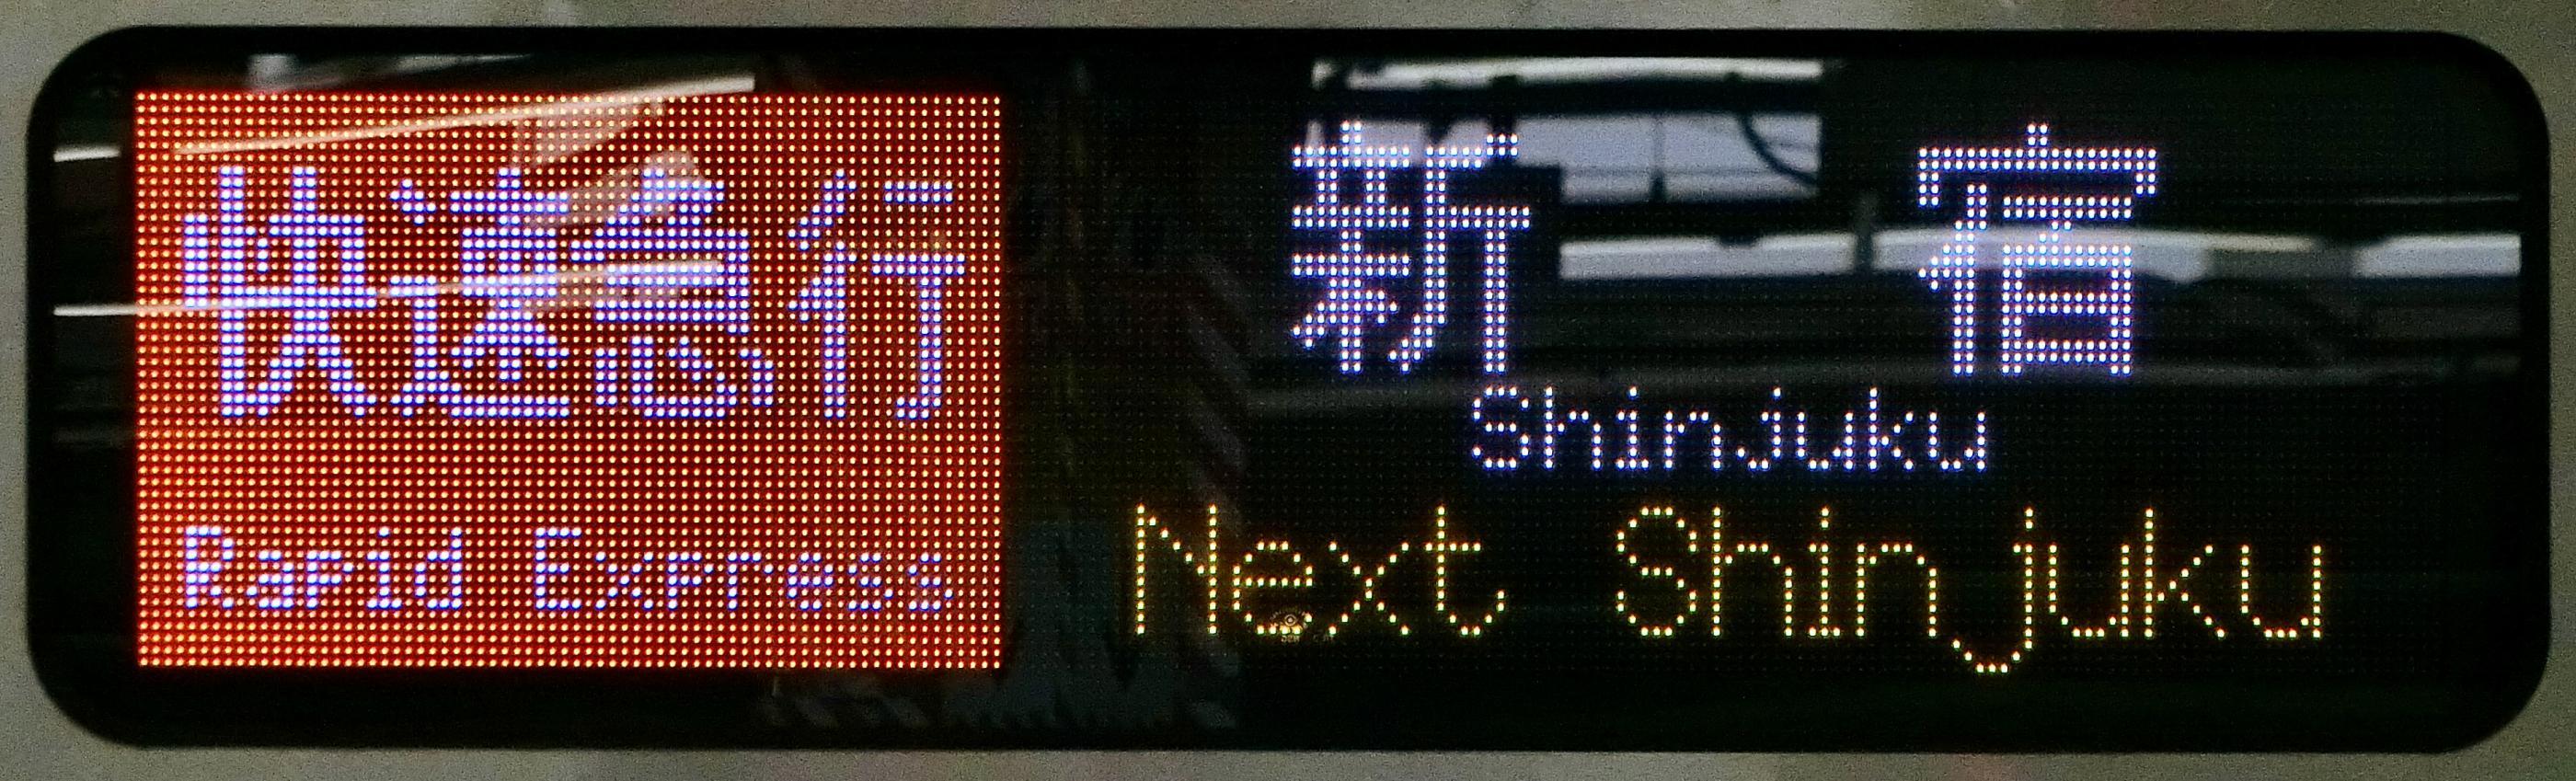 快速急行
Rapid Express
新宿
Shinjuku
Next Shinjuku